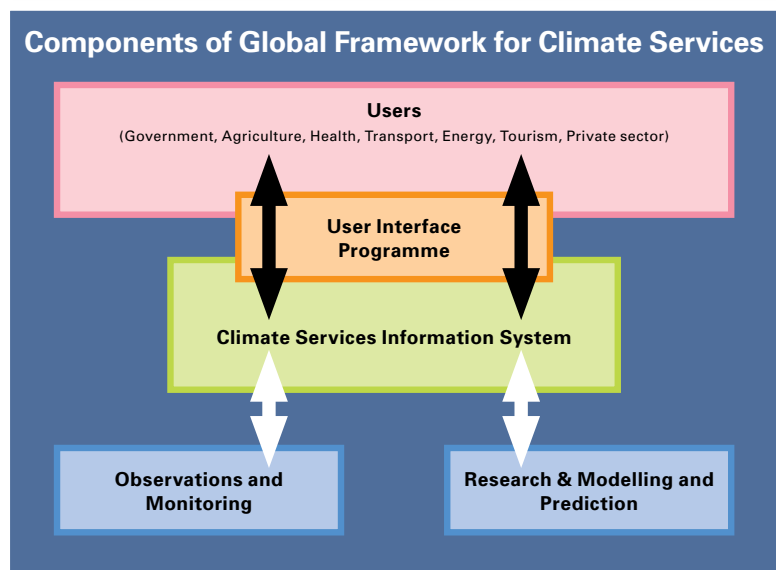 Components of Global Framework for Climate Services
Users
(Government, Agriculture, Health, Transport, Energy, Tourism, Private sector)
User Interface
Programme
Climate Services Information System
Observations and
Monitoring
Research & Modelling and
Prediction